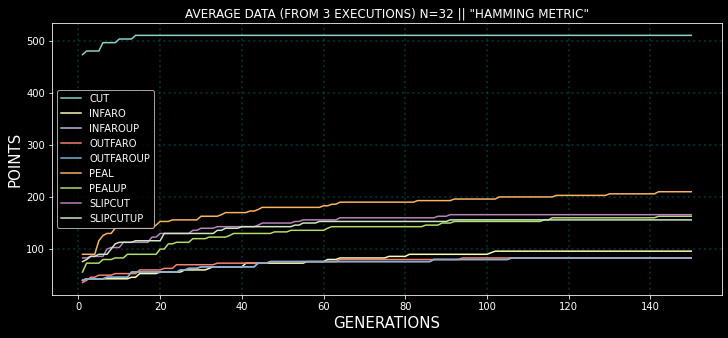 AVERAGE DATA (FROM 3 EXECUTIONS) N=32 || "HAMMING METRIC"
500
400
300
200
100
POINTS
CUT
INFARO
INFAROUP
OUTFARO
OUTFAROUP
PEAL
PEALUP
SLIPCUT
SLIPCUTUP
0 20 40 60 80 100 120 140
GENERATIONS